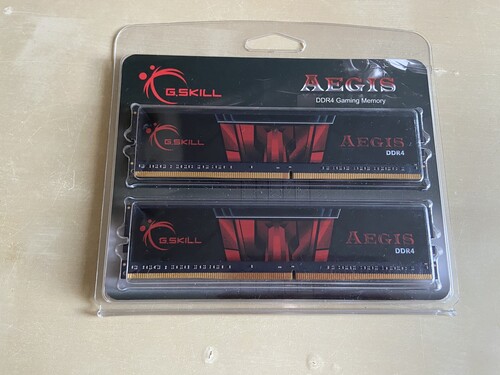 G.SKILL
AEGIS
DDR4 Gaming Memory
G.SKILL
AEGIS
DDR4
G.SKILL
AEGIS
DDR4